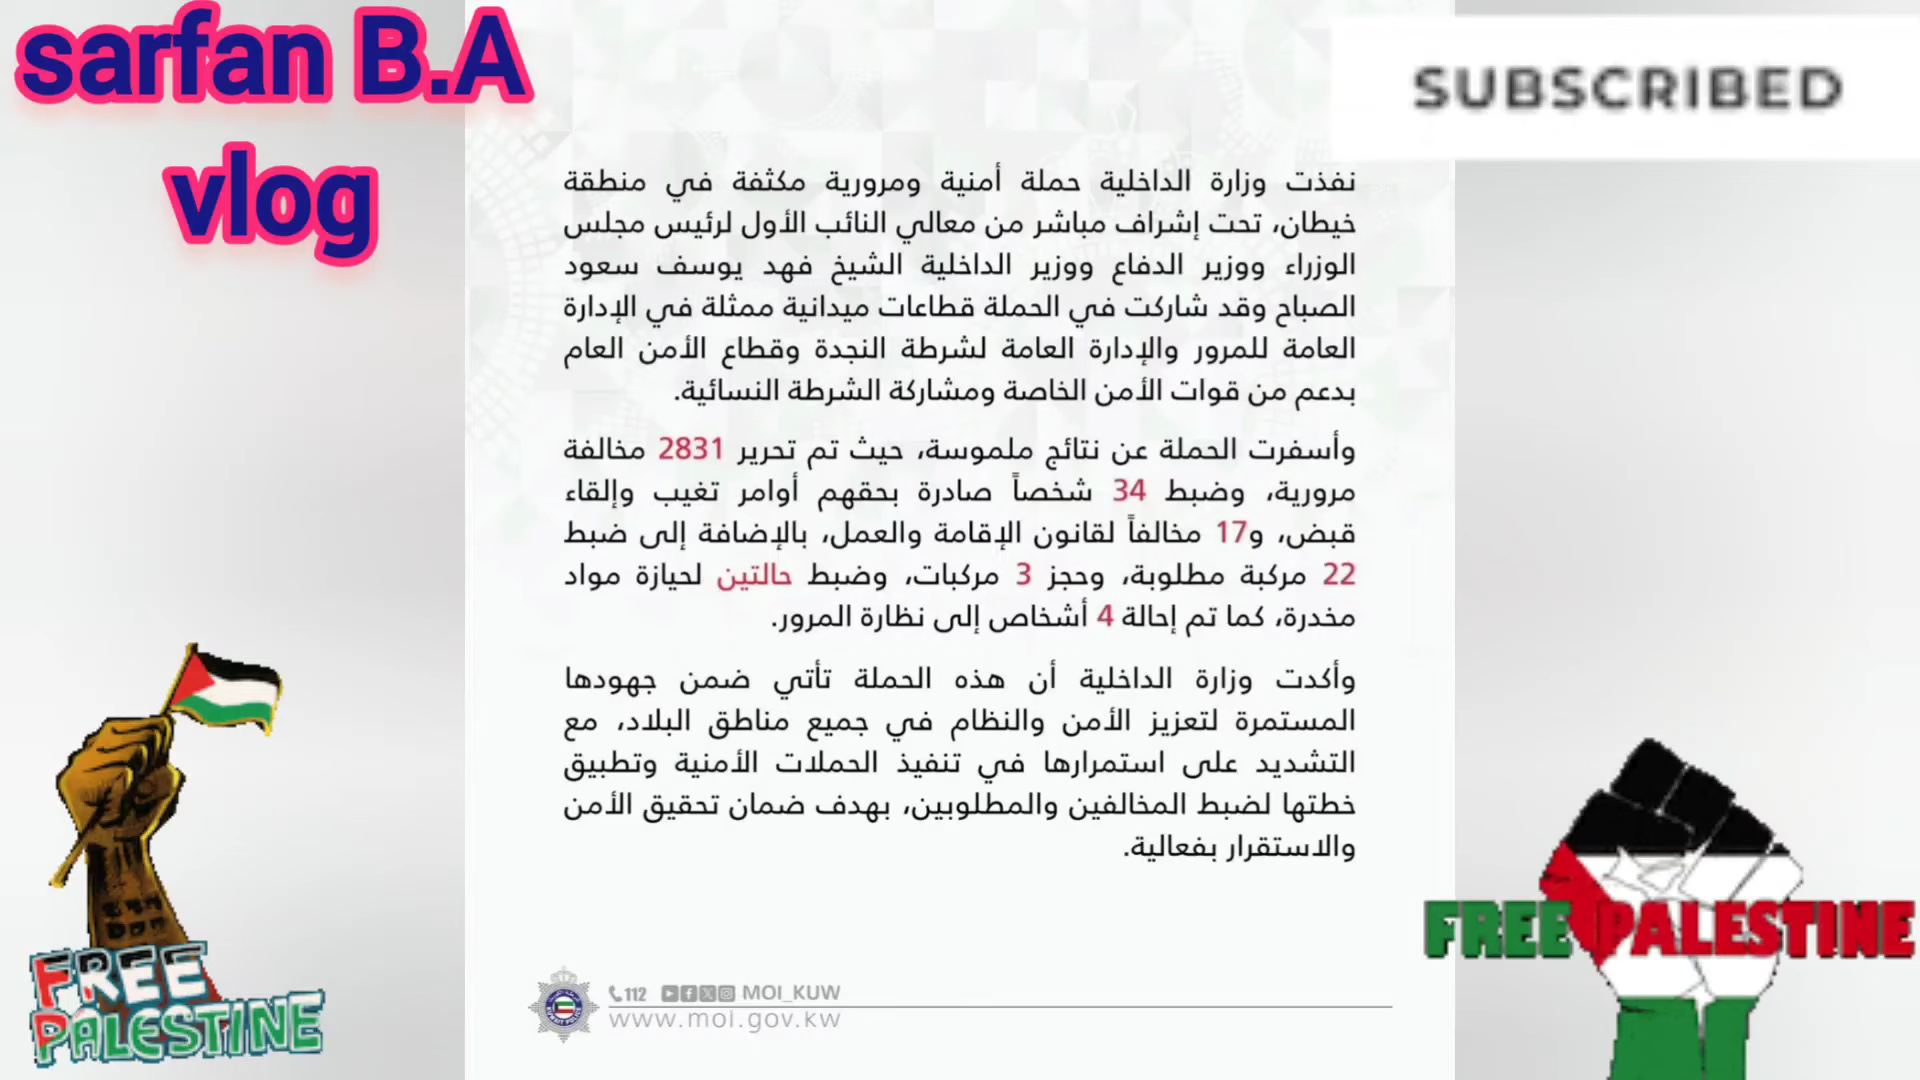 sarfan B.A
vlog
SUBSCRIBED
نفذت وزارة الداخلية حملة أمنية ومرورية مكثفة في منطقة
خيطان، تحت إشراف مباشر من معالي النائب الأول لرئيس مجلس
الوزراء ووزير الدفاع ووزير الداخلية الشيخ فهد يوسف سعود
الصباح وقد شاركت في الحملة قطاعات ميدانية ممثلة في الإدارة
العامة للمرور والإدارة العامة لشرطة النجدة وقطاع الأمن العام
بدعم من قوات الأمن الخاصة ومشاركة الشرطة النسائية.
وأسفرت الحملة عن نتائج ملموسة، حيث تم تحرير 2831 مخالفة
مرورية، وضبط 34 شخصاً صادرة بحقهم أوامر تغيب وإلقاء
قبض، و17 مخالفاً لقانون الإقامة والعمل، بالإضافة إلى ضبط
22 مركبة مطلوبة، وحجز 3 مركبات، وضبط حالتين لحيازة مواد
مخدرة، كما تم إحالة 4 أشخاص إلى نظارة المرور.
وأكدت وزارة الداخلية أن هذه الحملة تأتي ضمن جهودها
المستمرة لتعزيز الأمن والنظام في جميع مناطق البلاد، مع
التشديد على استمرارها في تنفيذ الحملات الأمنية وتطبيق
خطتها لضبط المخالفين والمطلوبين، بهدف ضمان تحقيق الأمن
والاستقرار بفعالية.
FREE
PALESTINE
FREE PALESTINE
112 MOI_KUW
www.moi.gov.kw